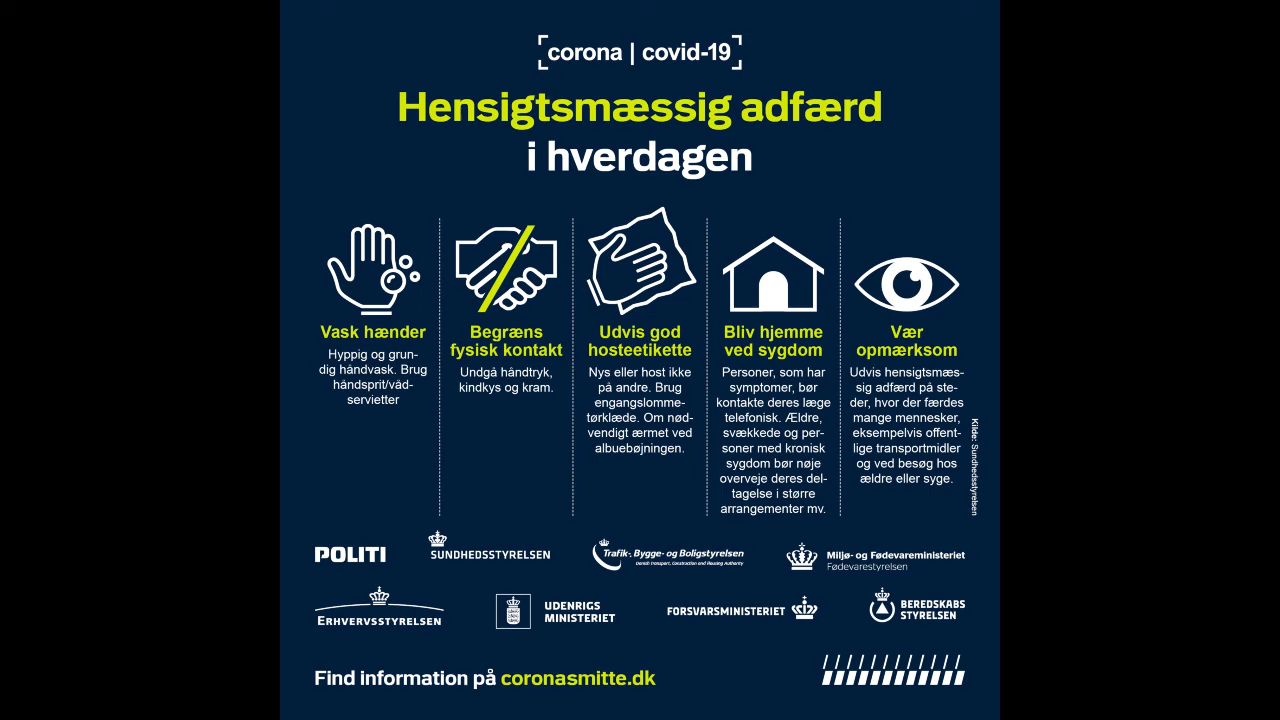 corona | covid-19
Hensigtsmæssig adfærd
i hverdagen
Vask hænder
Hyppig og grun-
dig håndvask. Brug
håndsprit/våd-
servietter
Begræns
fysisk kontakt
Undgå håndtryk,
kindkys og kram.
Udvis god
hosteetikette
Nys eller host ikke
på andre. Brug
engangslomme-
tørklæde. Om nød-
vendigt ærmet ved
albuebøjningen.
Bliv hjemme
ved sygdom
Personer, som har
symptomer, bør
kontakte deres læge
telefonisk. Ældre,
svækkede og per-
soner med kronisk
sygdom bør nøje
overveje deres del-
tagelse i større
arrangementer mv.
Vær
opmærksom
Udvis hensigtsmæs-
sig adfærd på ste-
der, hvor der færdes
mange mennesker,
eksempelvis offent-
lige transportmidler
og ved besøg hos
ældre eller syge.
Kilde: Sundhedsstyrelsen
POLITI
SUNDHEDSSTYRELSEN
Trafik-, Bygge- og Boligstyrelsen
Danish Transport, Construction and Housing Authority
Miljø- og Fødevareministeriet
Fødevarestyrelsen
ERHVERVSSTYRELSEN
UDENRIGS
MINISTERIET
FORSVARSMINISTERIET
BEREDSKABS
STYRELSEN
Find information på coronasmitte.dk